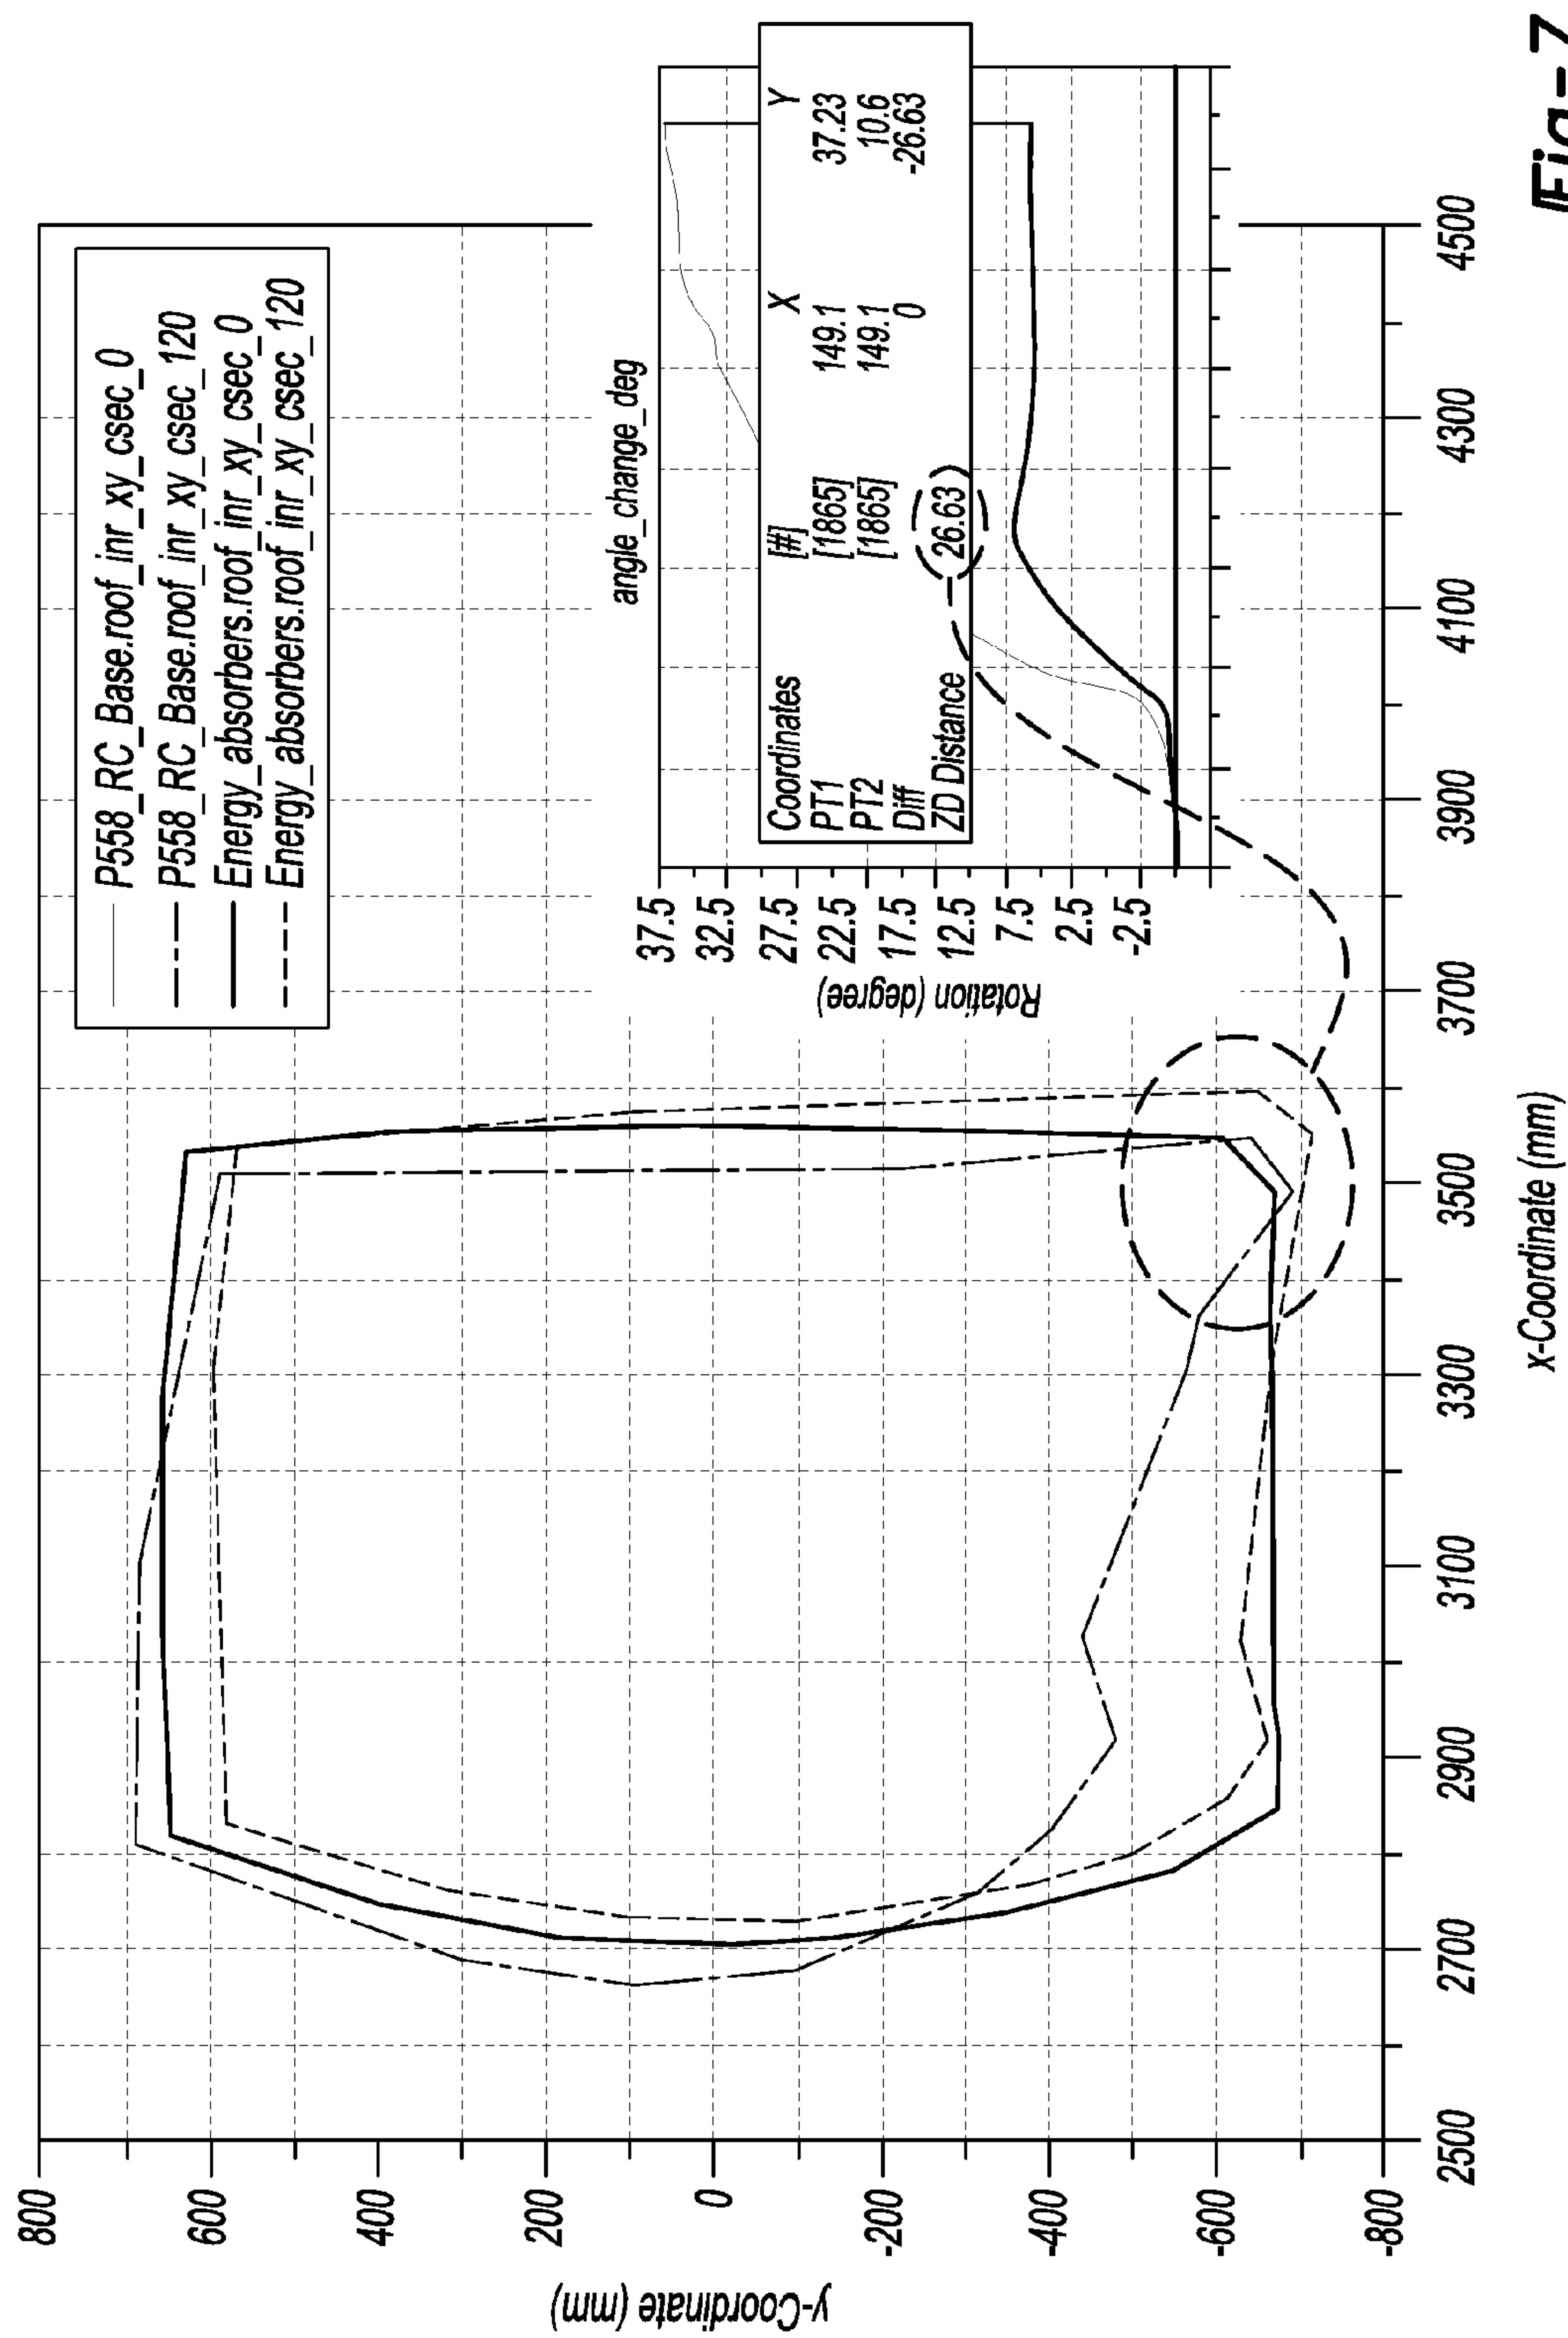 P558_RC_Base.roof_inr_xy_csec_0
P558_RC_Base.roof_inr_xy_csec_120
Energy_absorbers.roof_inr_xy_csec_0
Energy_absorbers.roof_inr_xy_csec_120
y-Coordinate (mm)
800
600
400
200
0
-200
-400
-600
-800
angle_change_deg
Rotation (degree)
37.5
32.5
27.5
22.5
17.5
12.5
7.5
2.5
-2.5
Coordinates [#] X Y
PT1 [1865] 149.1 37.23
PT2 [1865] 149.1 10.6
Diff 0 -26.63
ZD Distance 26.63
2500 2700 2900 3100 3300 3500 3700 3900 4100 4300 4500
x-Coordinate (mm)
Fig-7